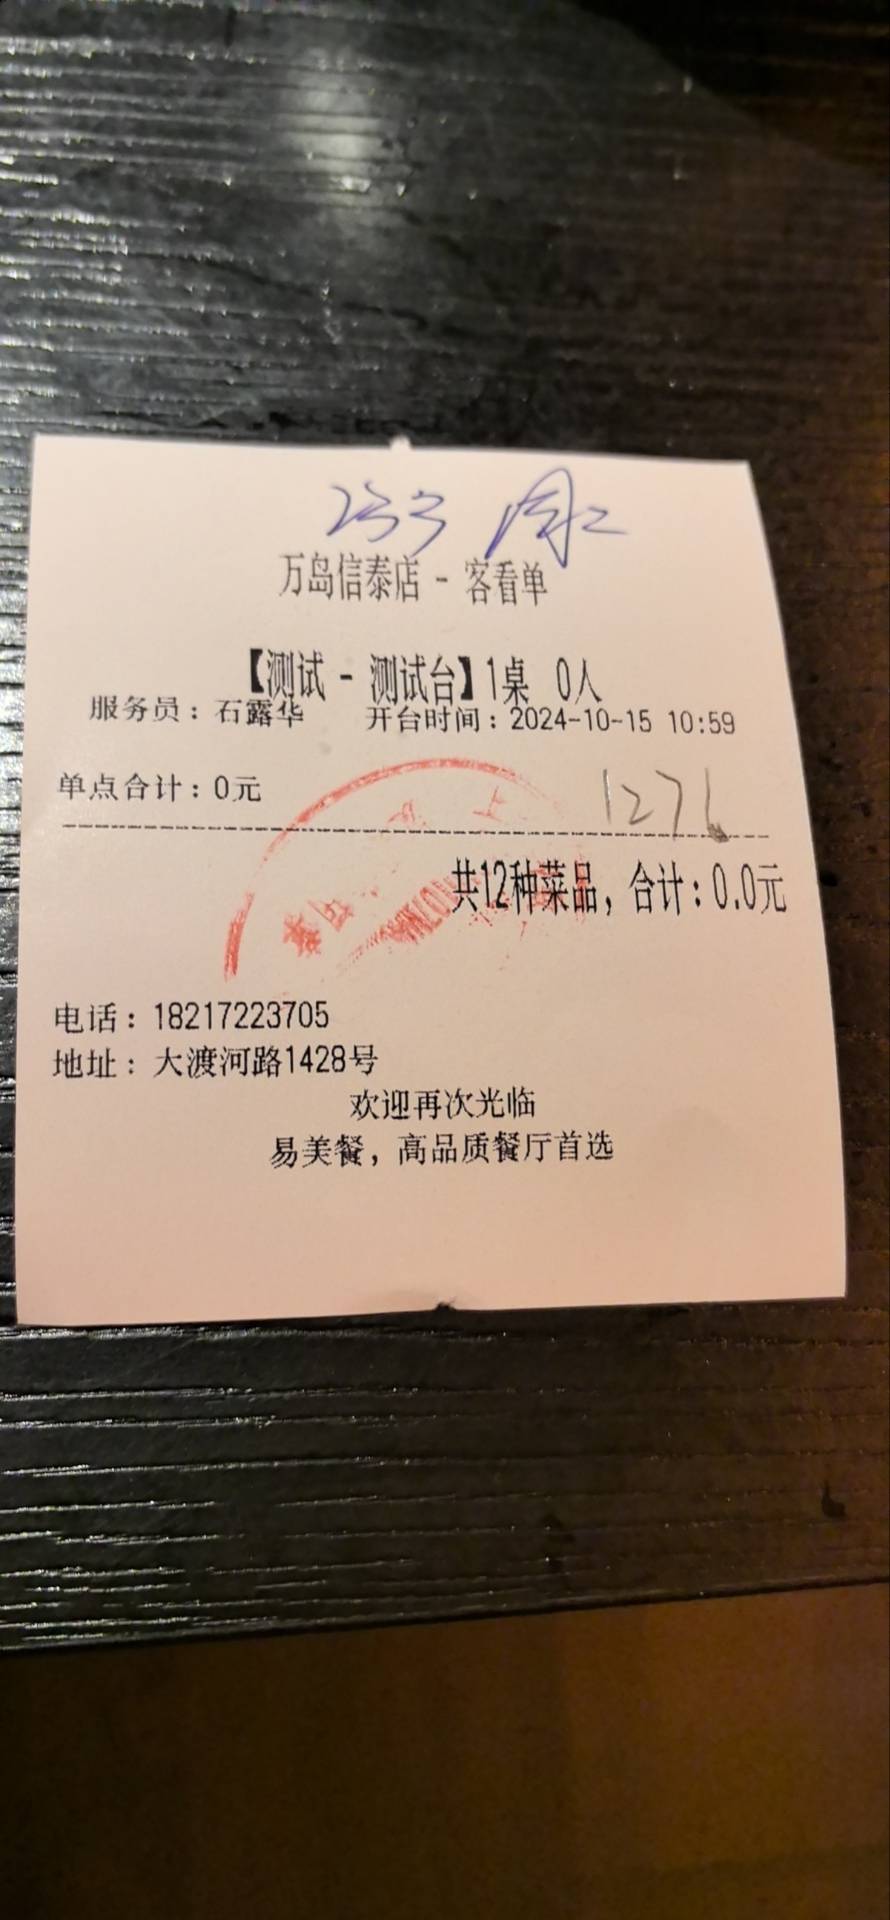 万岛信泰店 - 客看单
【测试 - 测试台】1桌 0人
服务员：石露华 开台时间：2024-10-15 10:59
单点合计：0元 1276
共12种菜品，合计：0.0元
电话：18217223705
地址：大渡河路1428号
欢迎再次光临
易美餐，高品质餐厅首选